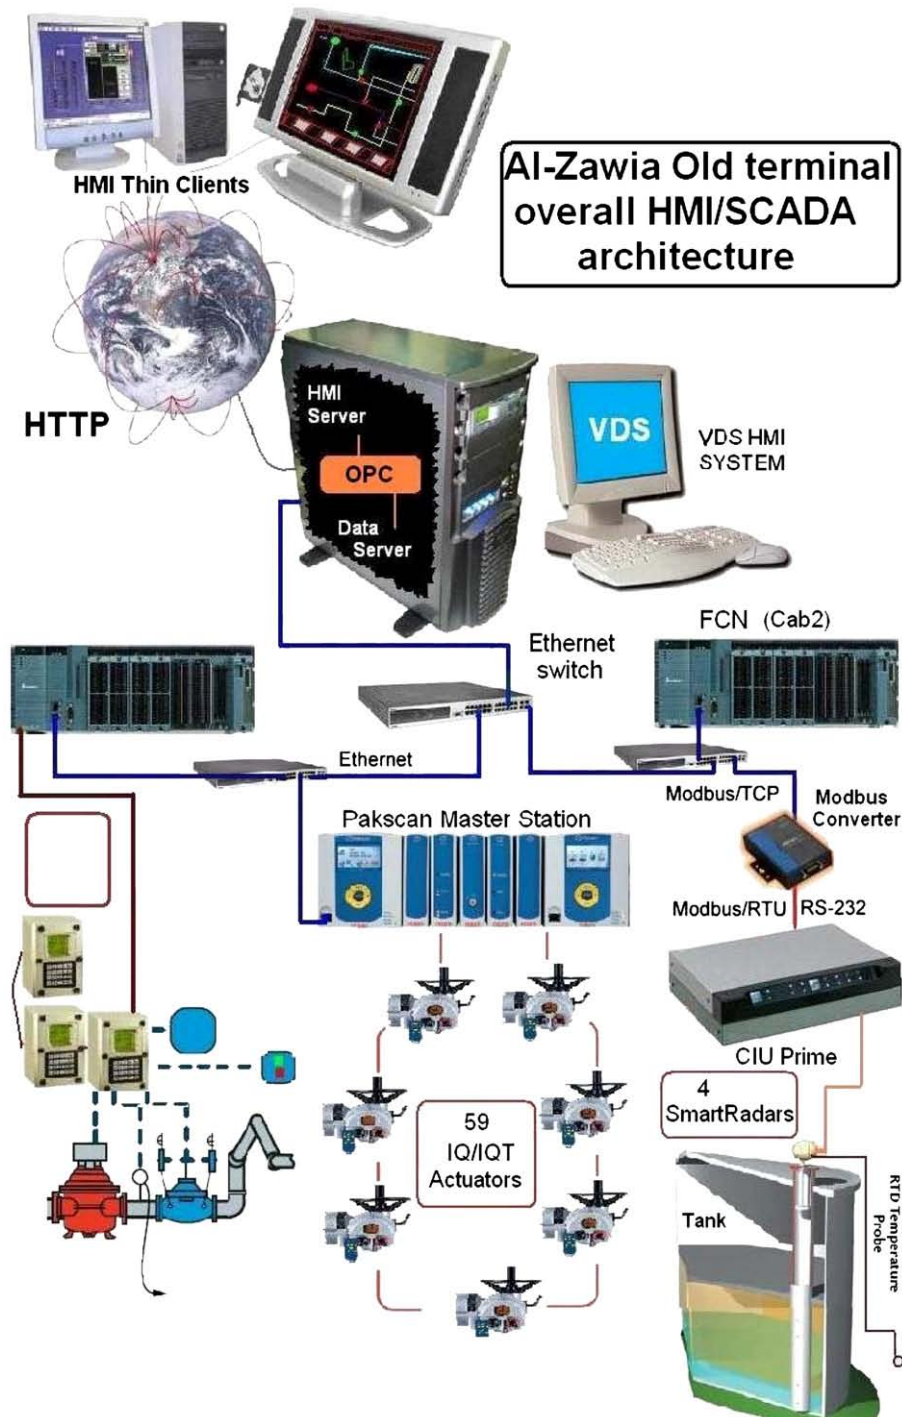 HMI Thin Clients
Al-Zawia Old terminal
overall HMI/SCADA
architecture
HTTP
HMI
Server
OPC
Data
Server
VDS
VDS HMI
SYSTEM
FCN (Cab2)
Ethernet
switch
Ethernet
Modbus/TCP
Modbus
Converter
Pakscan Master Station
Modbus/RTU
RS-232
CIU Prime
4
SmartRadars
59
IQ/IQT
Actuators
Tank
RTD Temperature
Probe